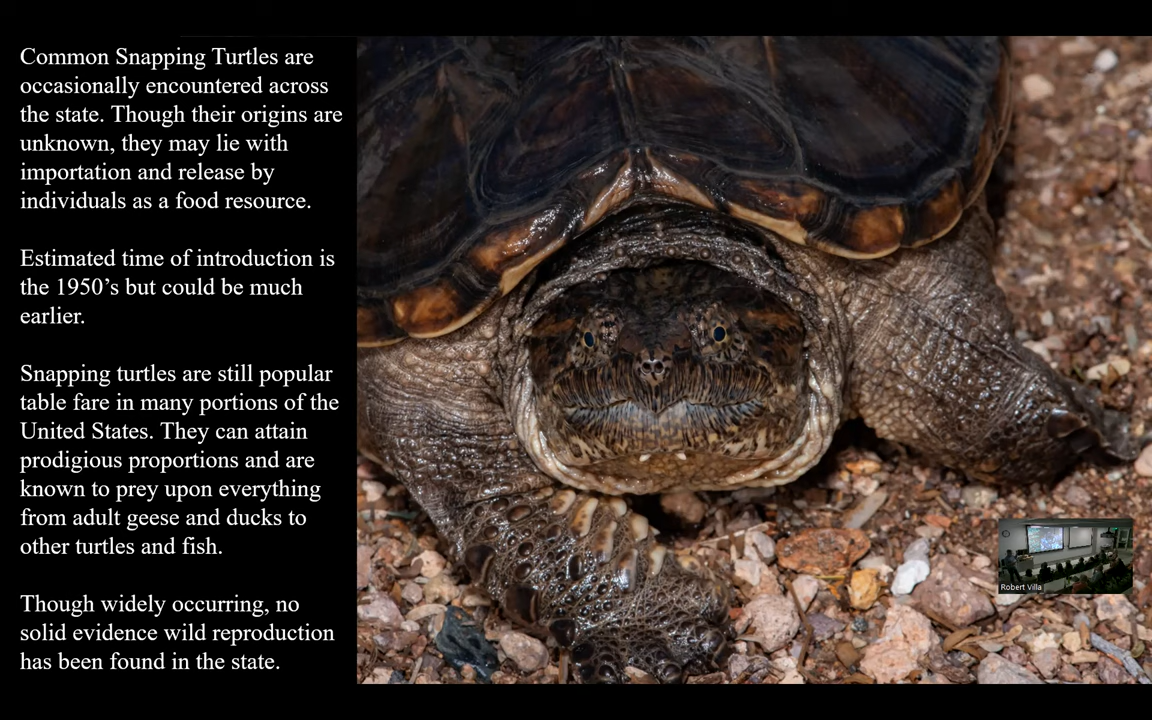 Common Snapping Turtles are
occasionally encountered across
the state. Though their origins are
unknown, they may lie with
importation and release by
individuals as a food resource.
Estimated time of introduction is
the 1950’s but could be much
earlier.
Snapping turtles are still popular
table fare in many portions of the
United States. They can attain
prodigious proportions and are
known to prey upon everything
from adult geese and ducks to
other turtles and fish.
Though widely occurring, no
solid evidence wild reproduction
has been found in the state.
Robert Villa